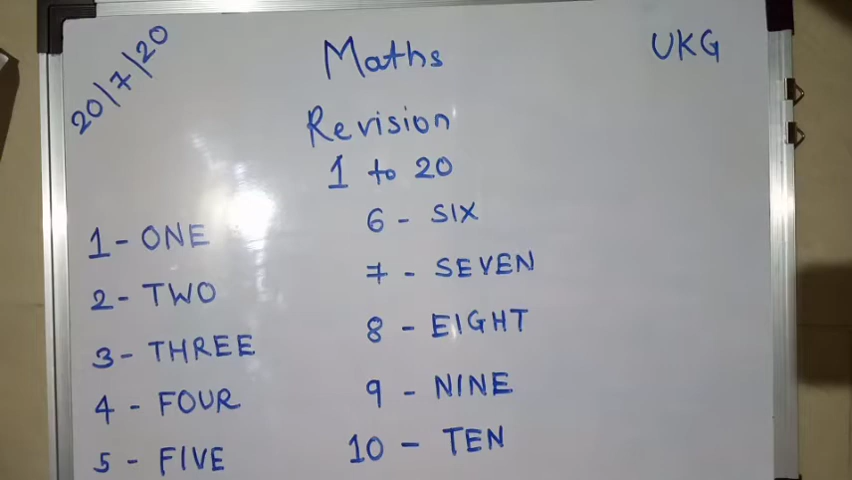 20/7/20
Maths
UKG
Revision
1 to 20
1 - ONE
2 - TWO
3 - THREE
4 - FOUR
5 - FIVE
6 - SIX
7 - SEVEN
8 - EIGHT
9 - NINE
10 - TEN